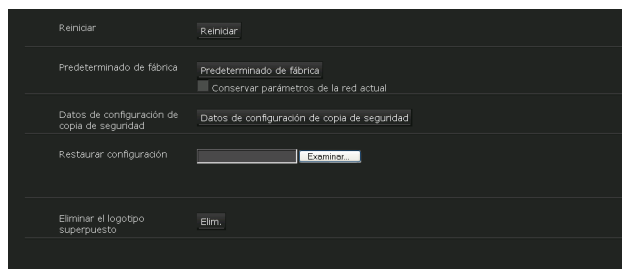 Reiniciar
Reiniciar
Predeterminado de fábrica
Predeterminado de fábrica
Conservar parámetros de la red actual
Datos de configuración de
copia de seguridad
Datos de configuración de copia de seguridad
Restaurar configuración
Examinar...
Eliminar el logotipo
superpuesto
Elim.